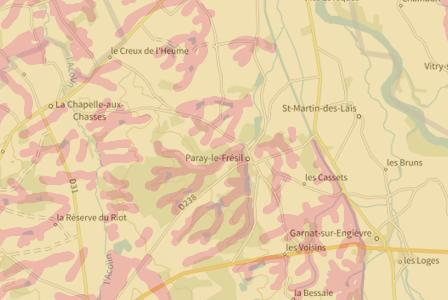 le Creux de l'Heume
l'Acolin
La Chapelle-aux-
Chasses
St-Martin-des-Lais
Vitry-s
Paray-le-Frésil
les Bruns
les Cassets
D31
D238
la Réserve du Riot
Garnat-sur-Engièvre
les Voisins
les Loges
l'Acolin
la Bessaie